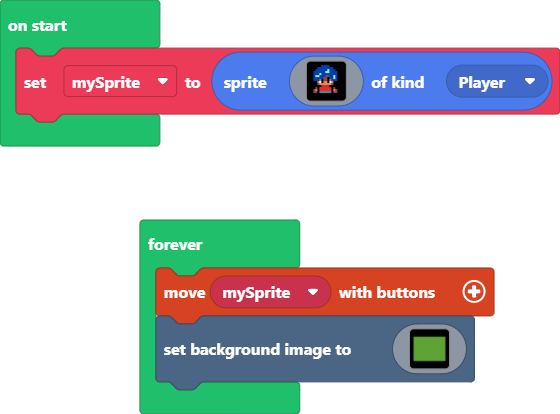 on start
set mySprite to sprite of kind Player
forever
move mySprite with buttons
set background image to